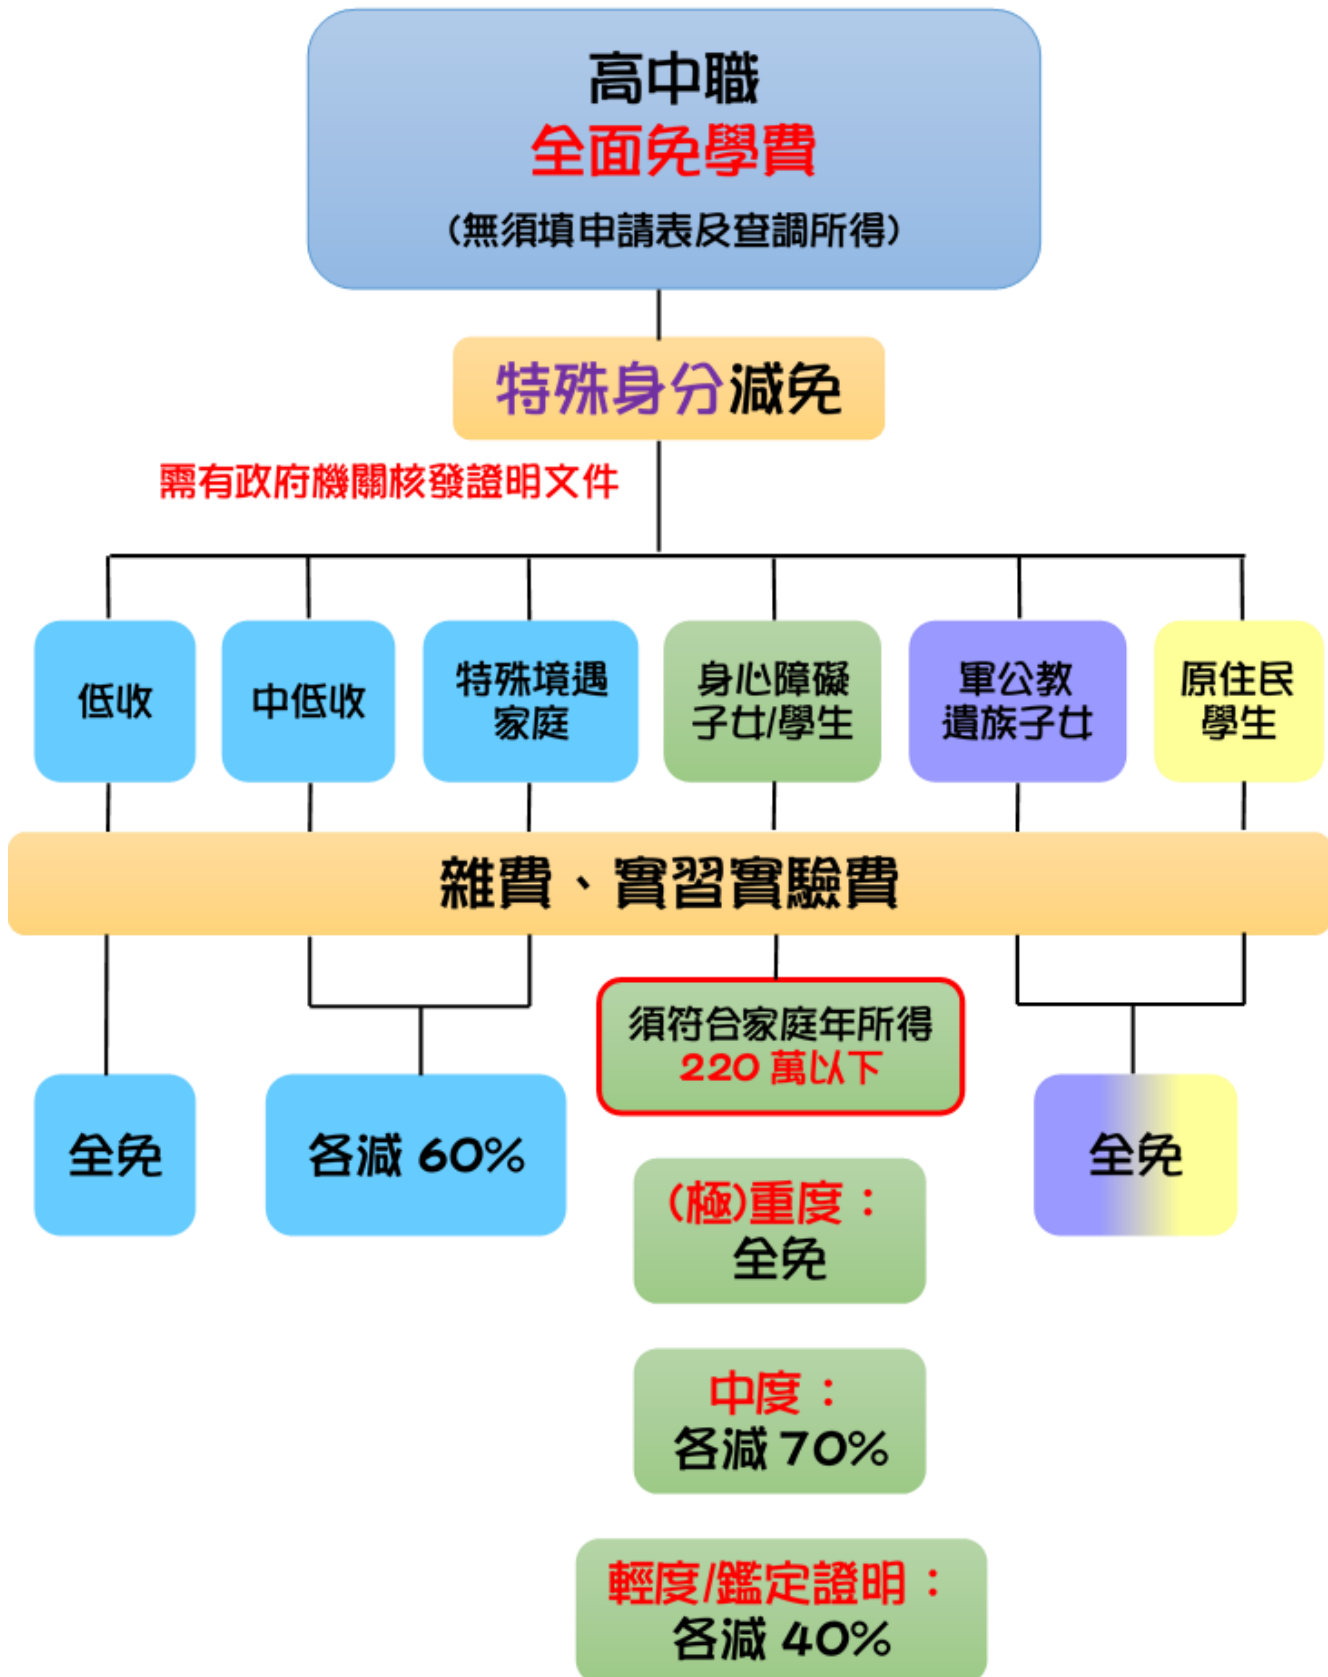 高中職
全面免學費
(無須填申請表及查調所得)
特殊身分減免
需有政府機關核發證明文件
低收
中低收
特殊境遇
家庭
身心障礙
子女/學生
軍公教
遺族子女
原住民
學生
雜費、實習實驗費
全免
各減 60%
須符合家庭年所得
220 萬以下
(極)重度：
全免
中度：
各減 70%
輕度/鑑定證明：
各減 40%
全免